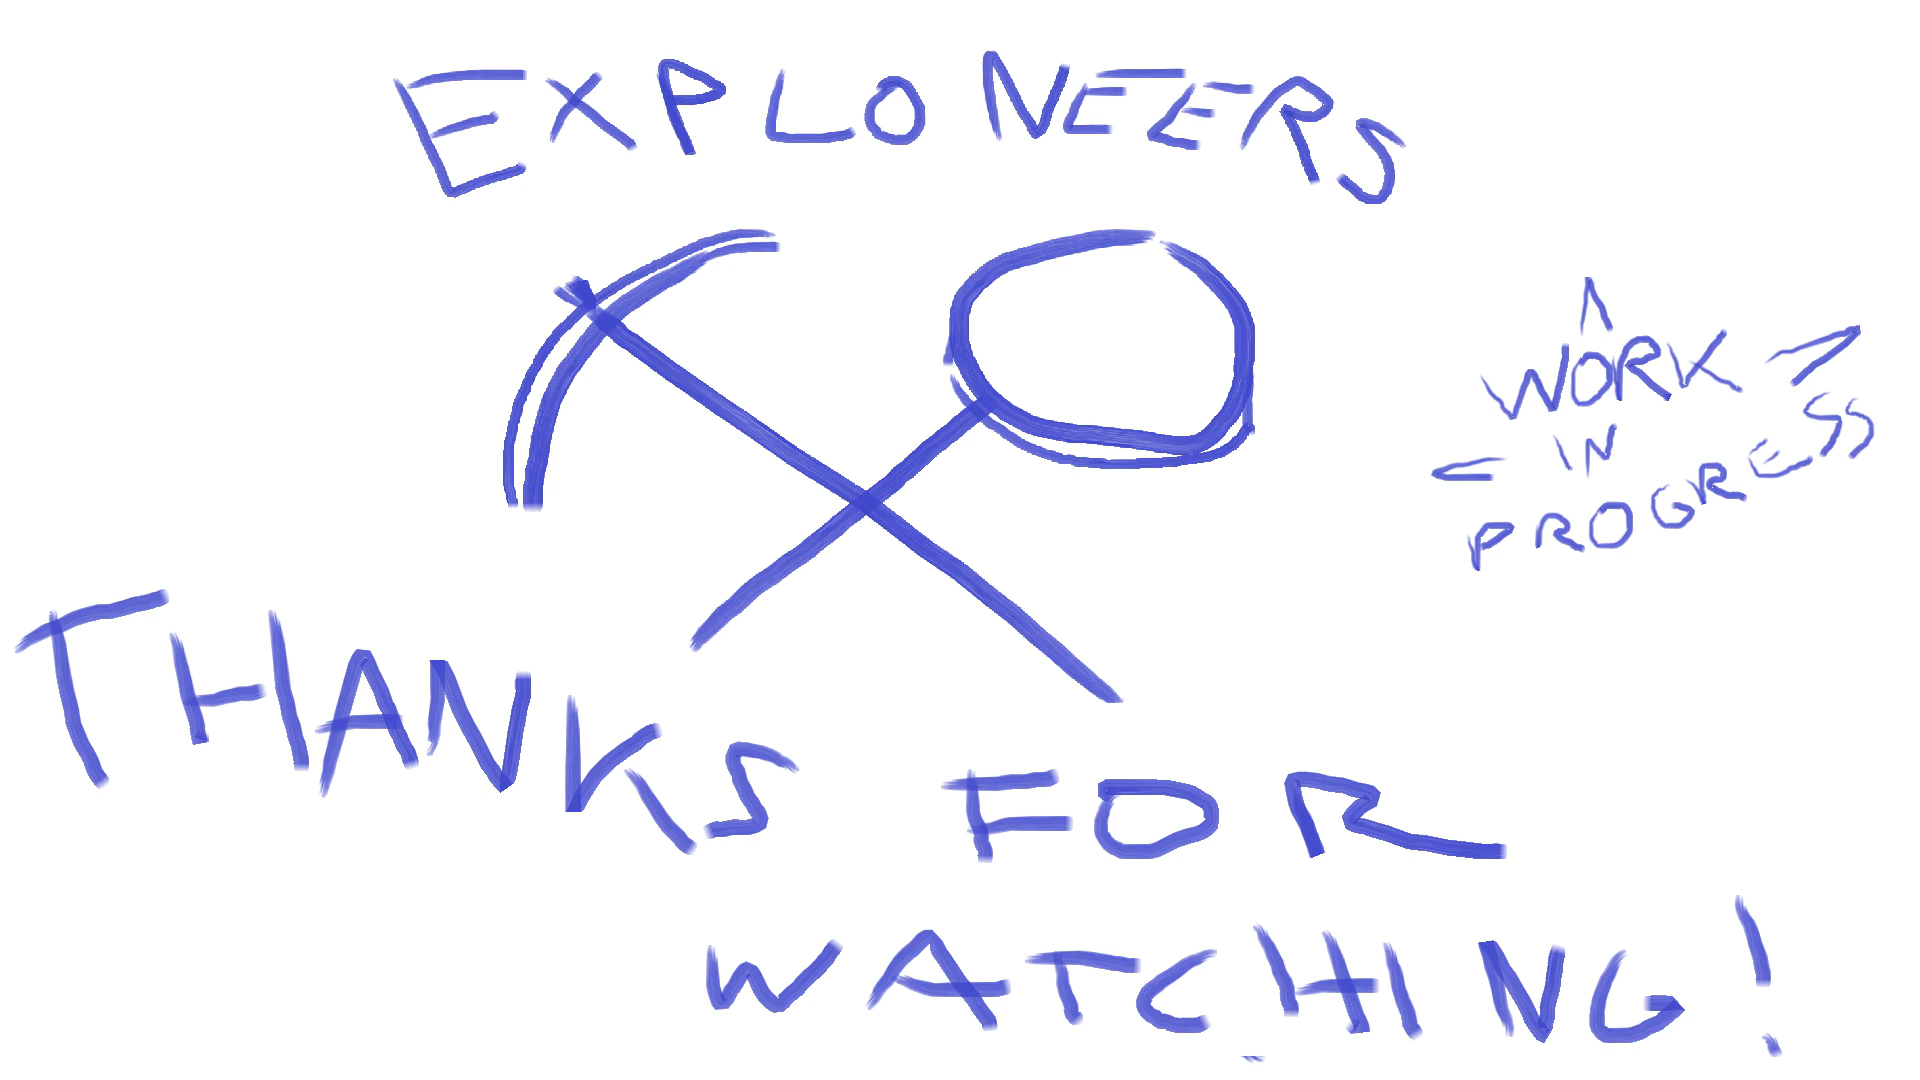 EXPLONEERS
WORK
IN
PROGRESS
THANKS FOR
WATCHING!